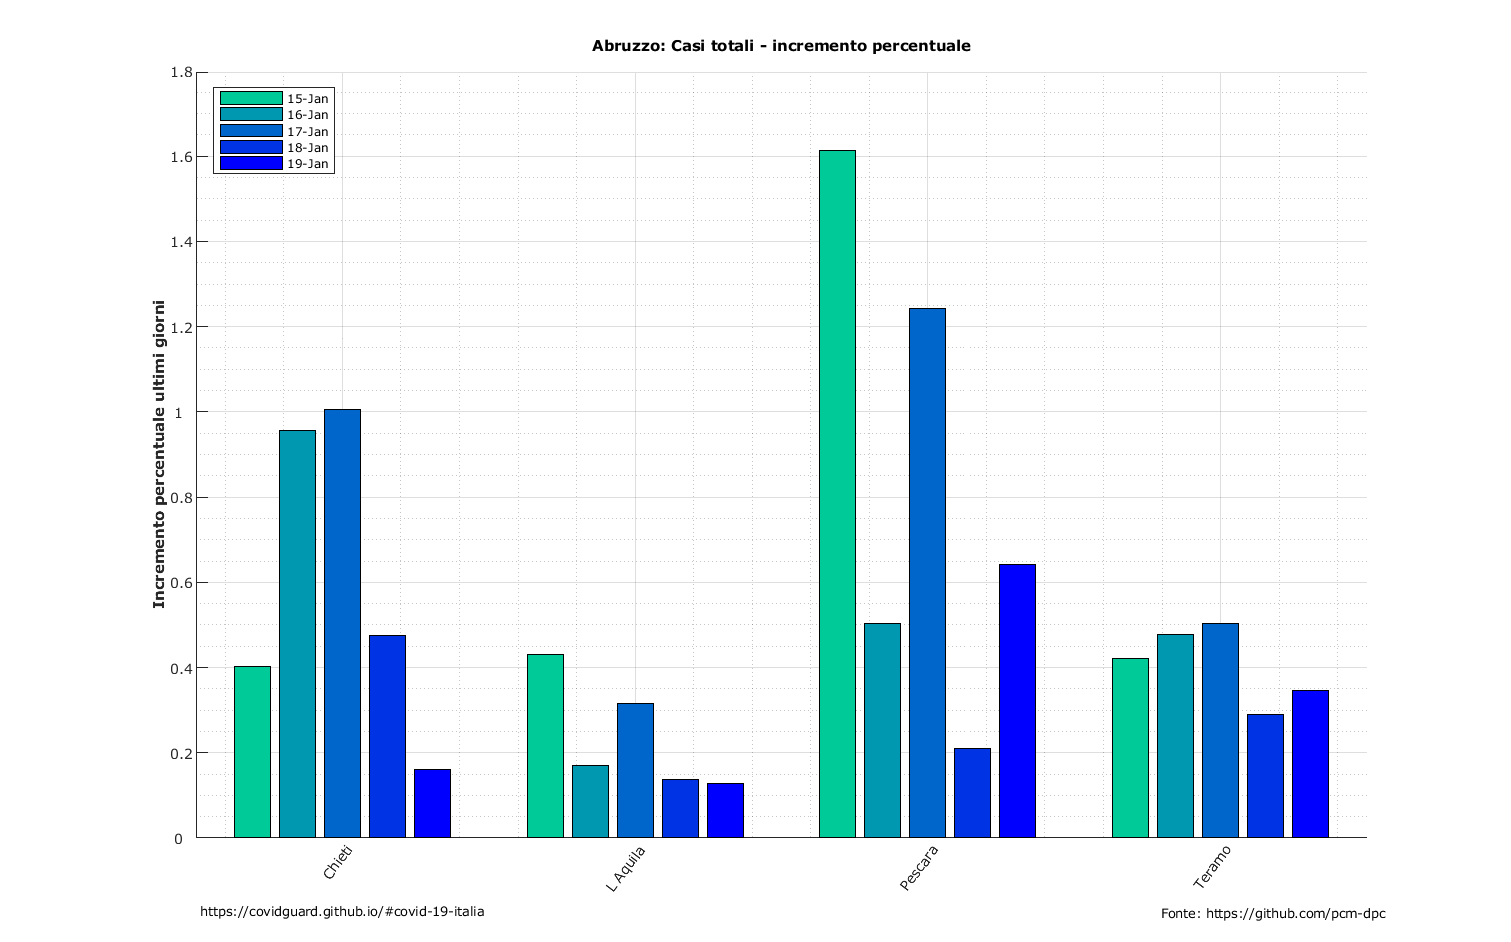 Abruzzo: Casi totali - incremento percentuale
1.8
1.6
1.4
1.2
1
0.8
0.6
0.4
0.2
0
Incremento percentuale ultimi giorni
15-Jan
16-Jan
17-Jan
18-Jan
19-Jan
Chieti
L Aquila
Pescara
Teramo
https://covidguard.github.io/#covid-19-italia
Fonte: https://github.com/pcm-dpc